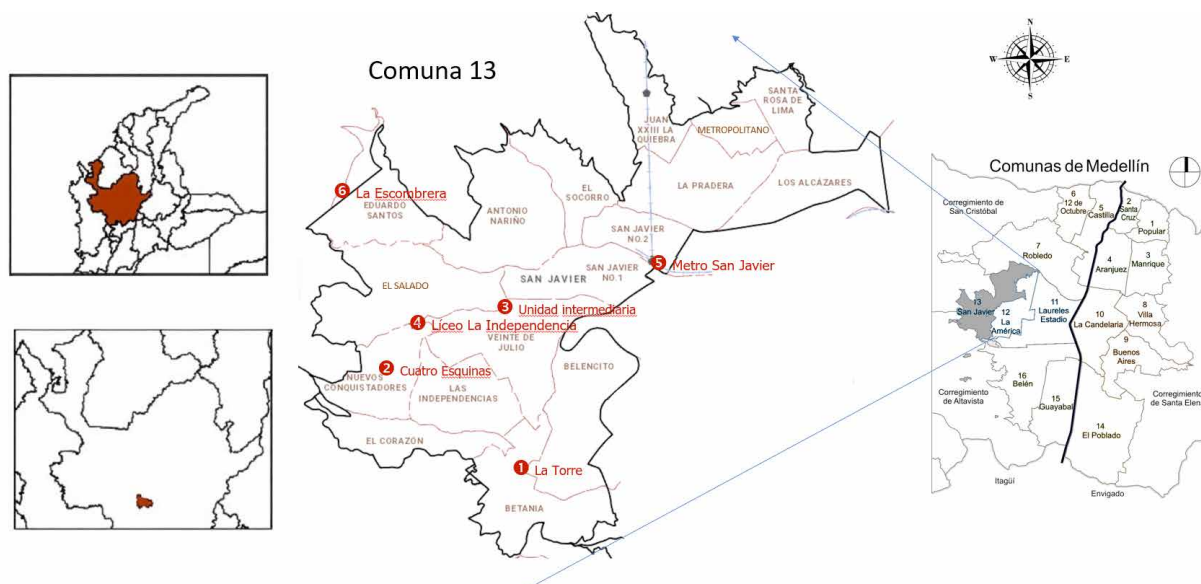 Comuna 13
N
W
E
S
SANTA
ROSA DE
LIMA
JUAN
XXIII LA
QUIEBRA
METROPOLITANO
LA PRADERA
LOS ALCÁZARES
❻ La Escombrera
EDUARDO
SANTOS
ANTONIO
NARIÑO
EL
SOCORRO
SAN JAVIER
NO.2
❺ Metro San Javier
SAN JAVIER
SAN JAVIER
NO.1
EL SALADO
❸ Unidad intermediaria
❹ Liceo La Independencia
VEINTE DE
JULIO
BELENCITO
❷ Cuatro Esquinas
NUEVOS
CONQUISTADORES
LAS
INDEPENDENCIAS
EL CORAZÓN
❶ La Torre
BETANIA
Comunas de Medellín
Corregimiento de
San Cristóbal
6
12 de
Octubre
5
Castilla
2
Santa
Cruz
1
Popular
7
Robledo
4
Aranjuez
3
Manrique
13
San Javier
12
La
América
11
Laureles
Estadio
10
La Candelaria
8
Villa
Hermosa
9
Buenos
Aires
16
Belén
Corregimiento
de Altavista
15
Guayabal
Corregimiento
de Santa Elena
14
El Poblado
Itagüí
Envigado